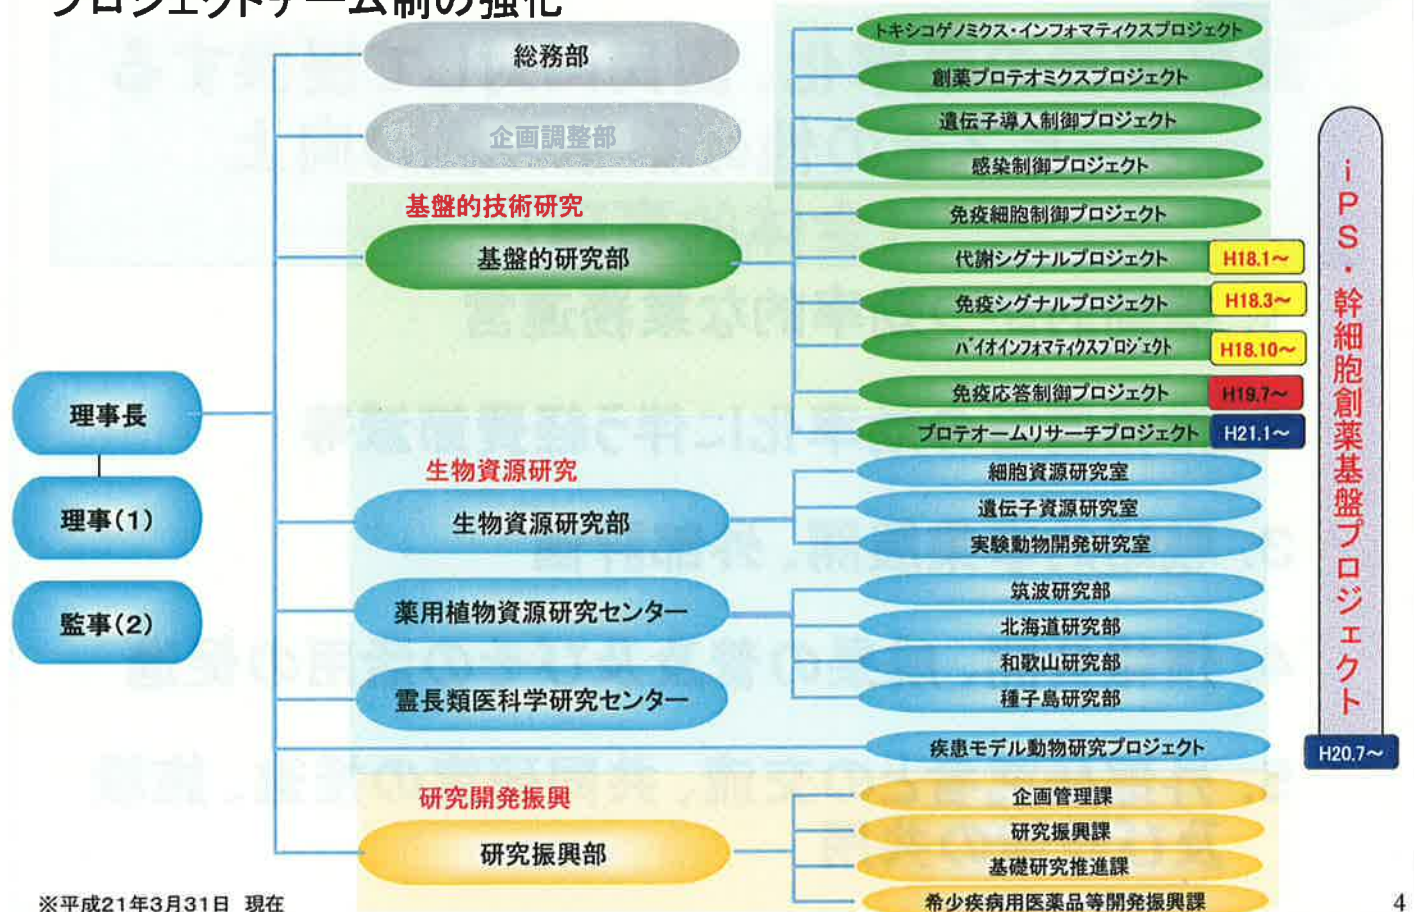 プロジェクトチーム制の強化
総務部
企画調整部
基盤的技術研究
基盤的研究部
理事長
理事(1)
監事(2)
生物資源研究
生物資源研究部
薬用植物資源研究センター
霊長類医科学研究センター
研究開発振興
研究振興部
トキシコゲノミクス・インフォマティクスプロジェクト
創薬プロテオミクスプロジェクト
遺伝子導入制御プロジェクト
感染制御プロジェクト
免疫細胞制御プロジェクト
代謝シグナルプロジェクト H18.1～
免疫シグナルプロジェクト H18.3～
バイオインフォマティクスプロジェクト H18.10～
免疫応答制御プロジェクト H19.7～
プロテオームリサーチプロジェクト H21.1～
細胞資源研究室
遺伝子資源研究室
実験動物開発研究室
筑波研究部
北海道研究部
和歌山研究部
種子島研究部
疾患モデル動物研究プロジェクト
企画管理課
研究振興課
基礎研究推進課
希少疾病用医薬品等開発振興課
iPS・幹細胞創薬基盤プロジェクト
H20.7～
※平成21年3月31日 現在
4